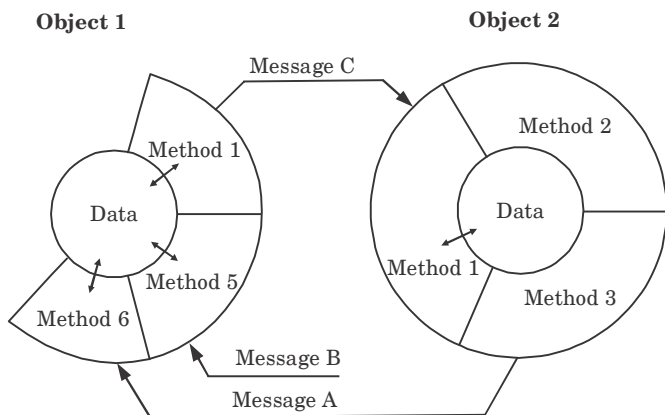 Object 1
Object 2
Message C
Method 1
Method 2
Data
Data
Method 1
Method 5
Method 6
Method 3
Message B
Message A